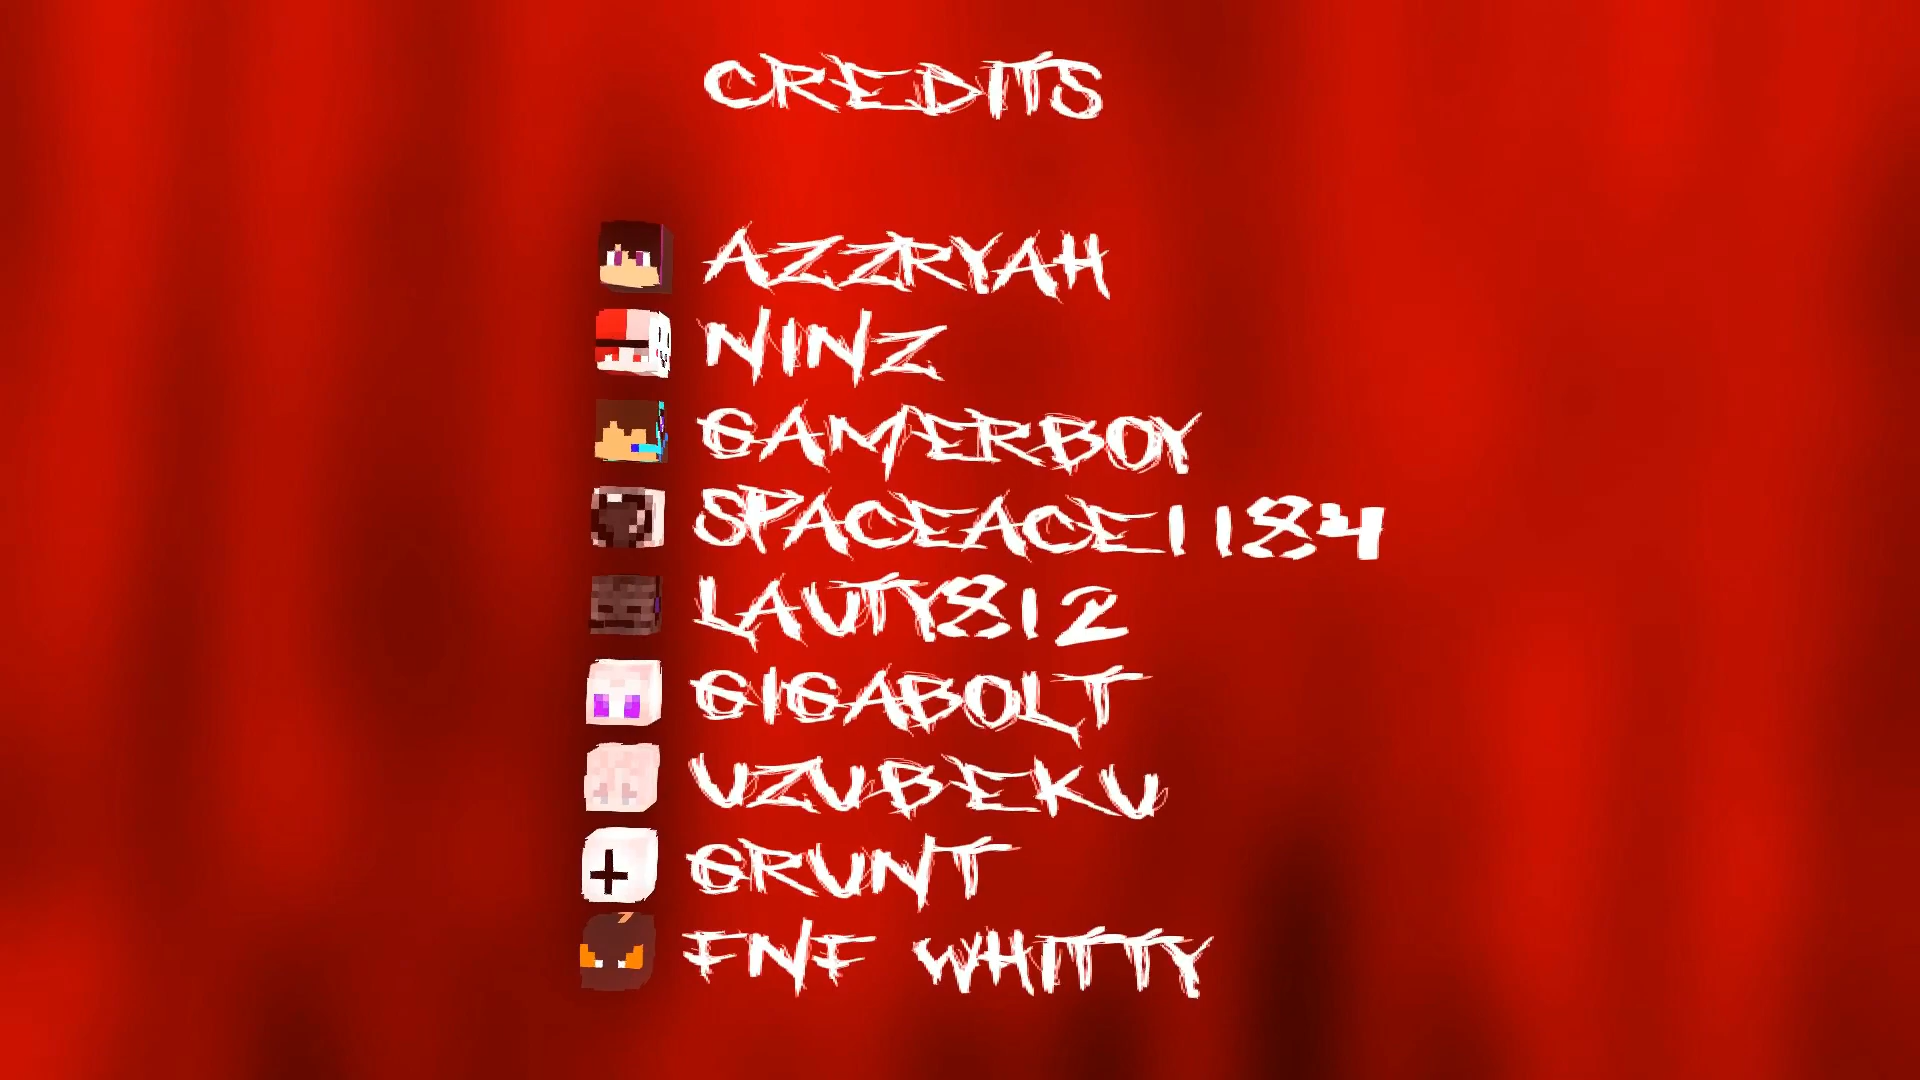 CREDITS
AZZRYAH
NINZ
GAMERBOY
SPACEACE1184
LAUTY812
GIGABOLT
UZUBEKU
GRUNT
FNF WHITTY